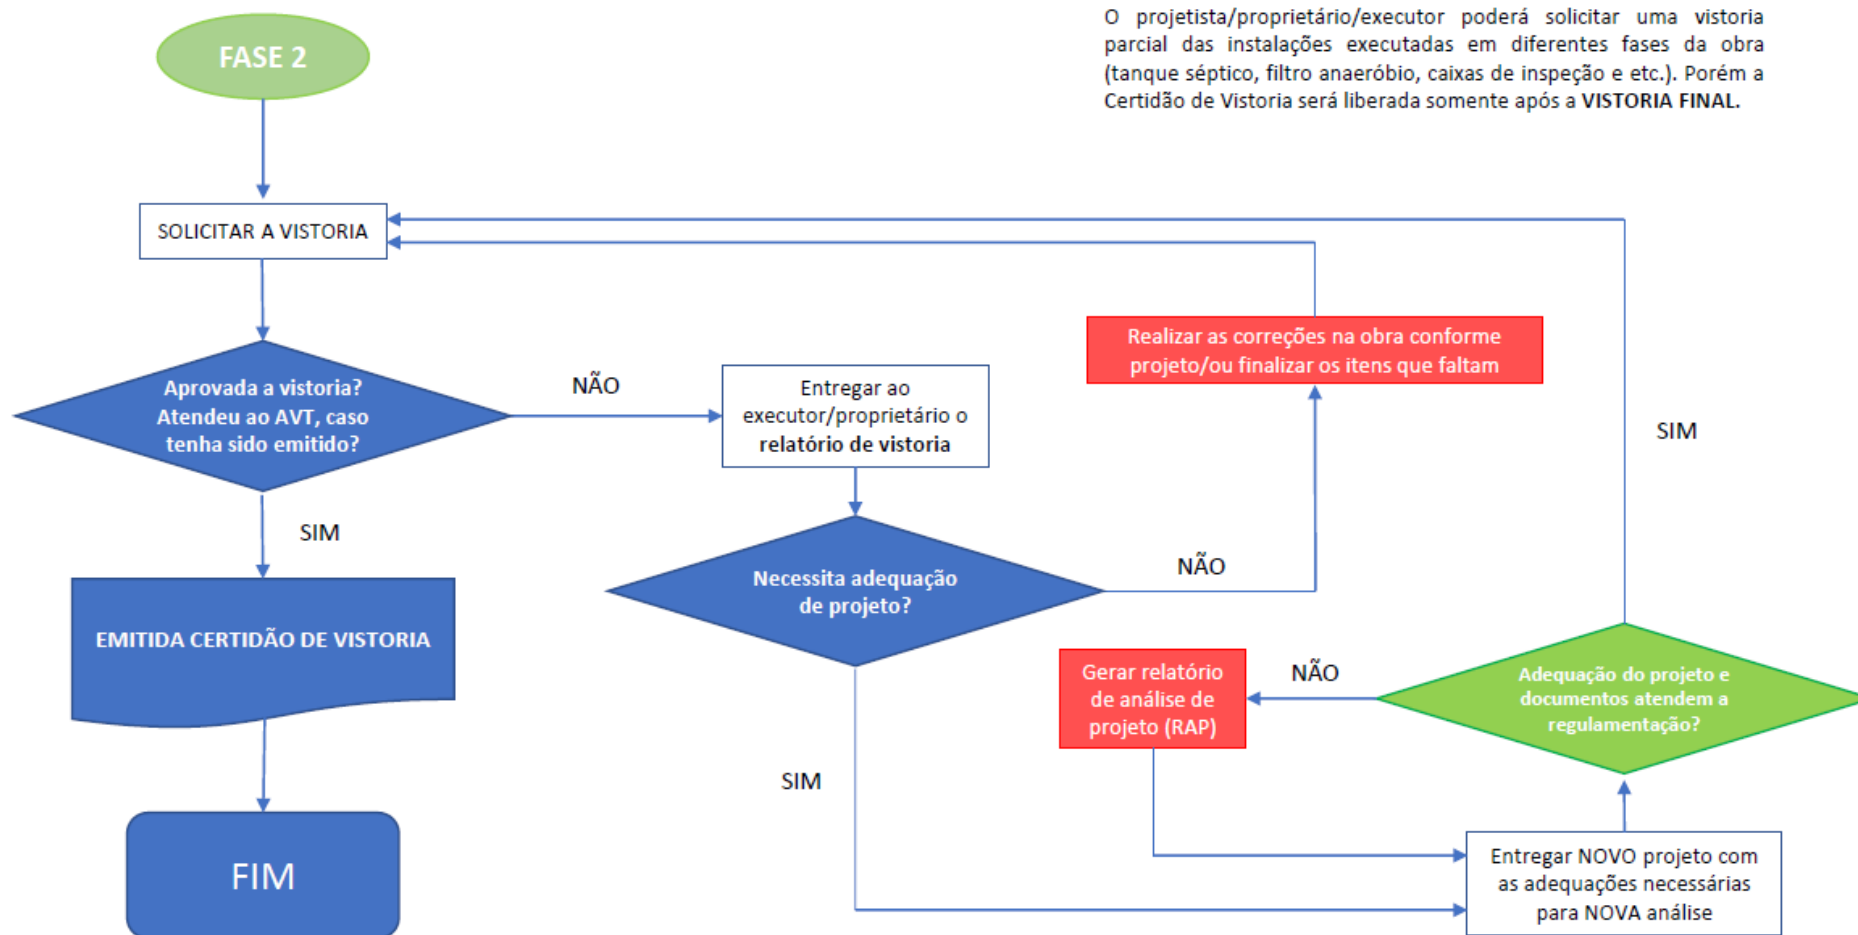 FASE 2
O projetista/proprietário/executor poderá solicitar uma vistoria
parcial das instalações executadas em diferentes fases da obra
(tanque séptico, filtro anaeróbio, caixas de inspeção e etc.). Porém a
Certidão de Vistoria será liberada somente após a VISTORIA FINAL.
SOLICITAR A VISTORIA
Aprovada a vistoria?
Atendeu ao AVT, caso
tenha sido emitido?
NÃO
Entregar ao
executor/proprietário o
relatório de vistoria
Realizar as correções na obra conforme
projeto/ou finalizar os itens que faltam
SIM
SIM
EMITIDA CERTIDÃO DE VISTORIA
Necessita adequação
de projeto?
NÃO
Gerar relatório
de análise de
projeto (RAP)
NÃO
Adequação do projeto e
documentos atendem a
regulamentação?
SIM
FIM
Entregar NOVO projeto com
as adequações necessárias
para NOVA análise